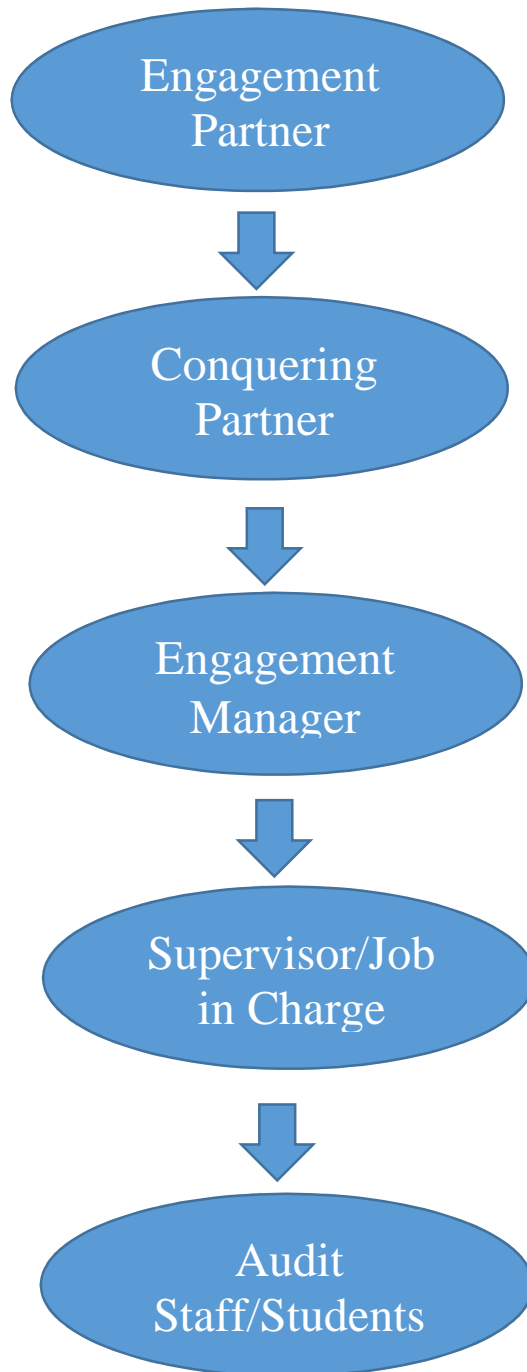 Engagement
Partner
Conquering
Partner
Engagement
Manager
Supervisor/Job
in Charge
Audit
Staff/Students